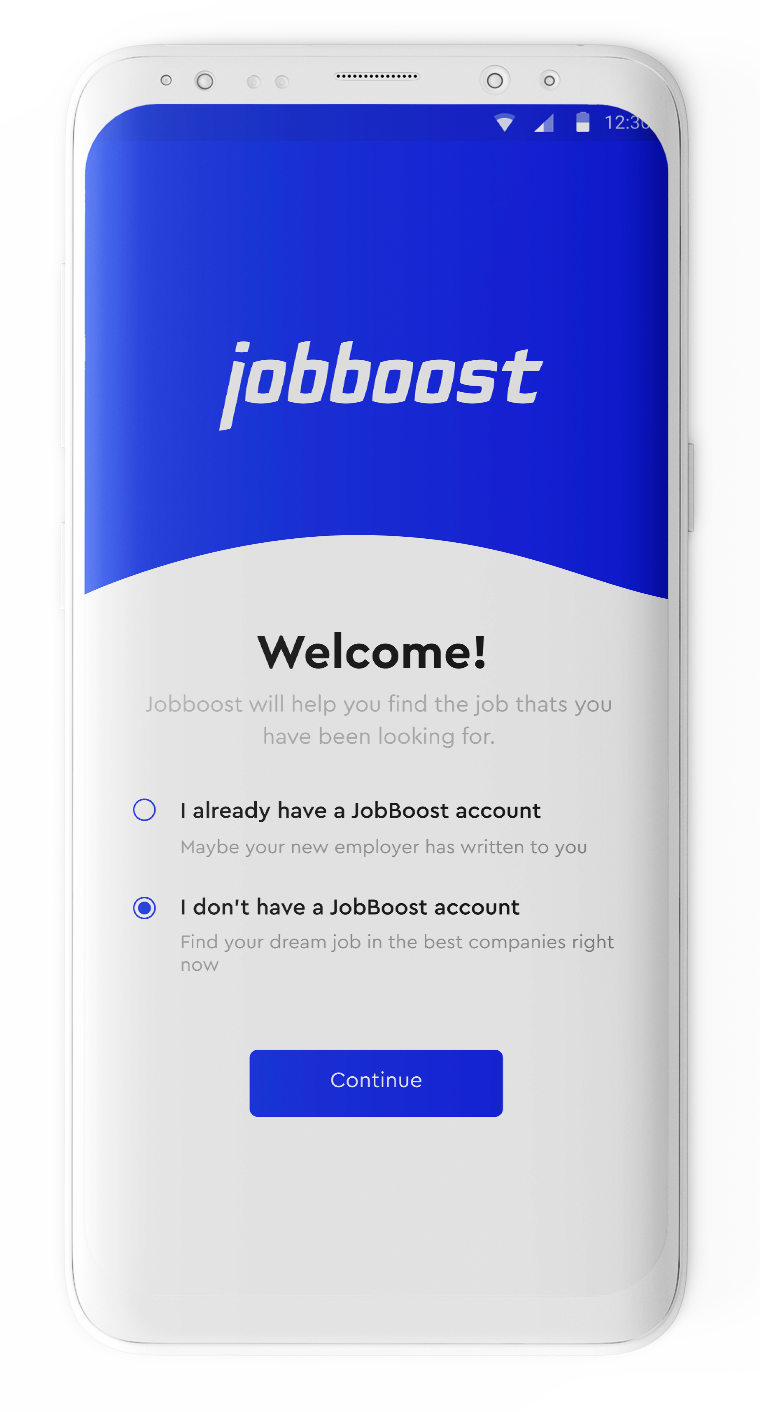 12:30
jobboost
Welcome!
Jobboost will help you find the job thats you
have been looking for.
I already have a JobBoost account
Maybe your new employer has written to you
I don't have a JobBoost account
Find your dream job in the best companies right
now
Continue